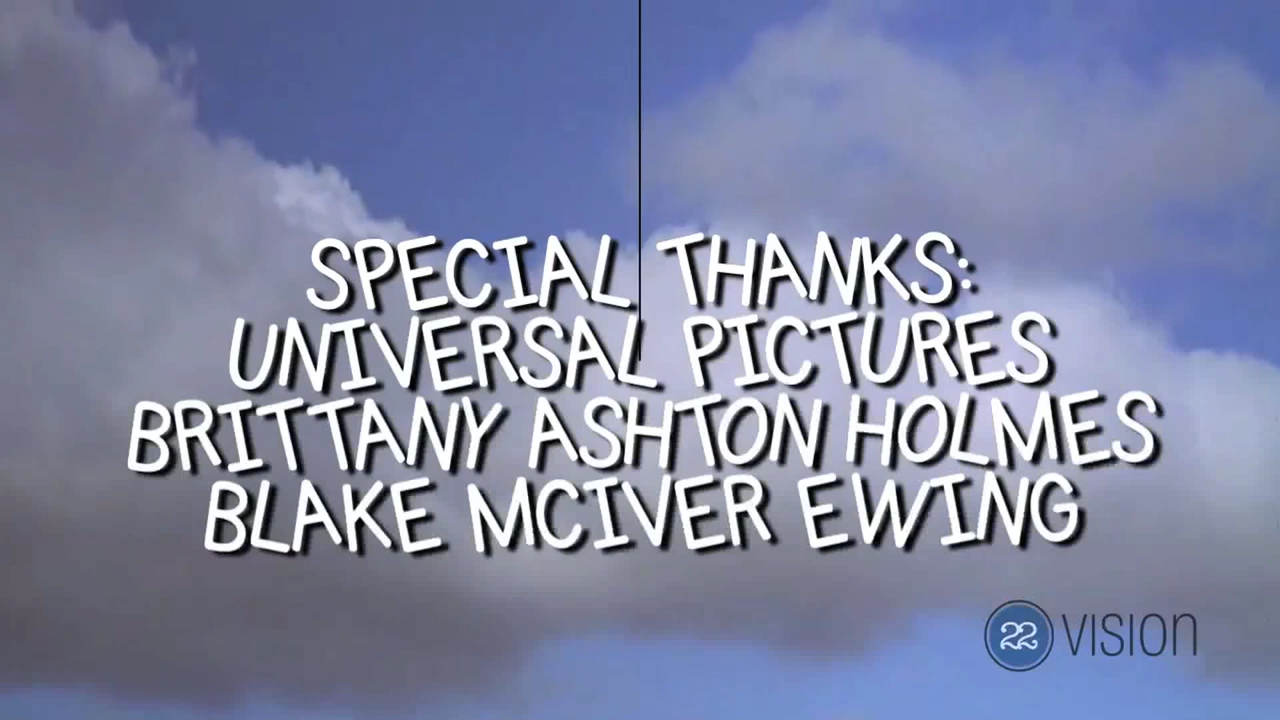 SPECIAL THANKS:
UNIVERSAL PICTURES
BRITTANY ASHTON HOLMES
BLAKE MCIVER EWING
22 VISION